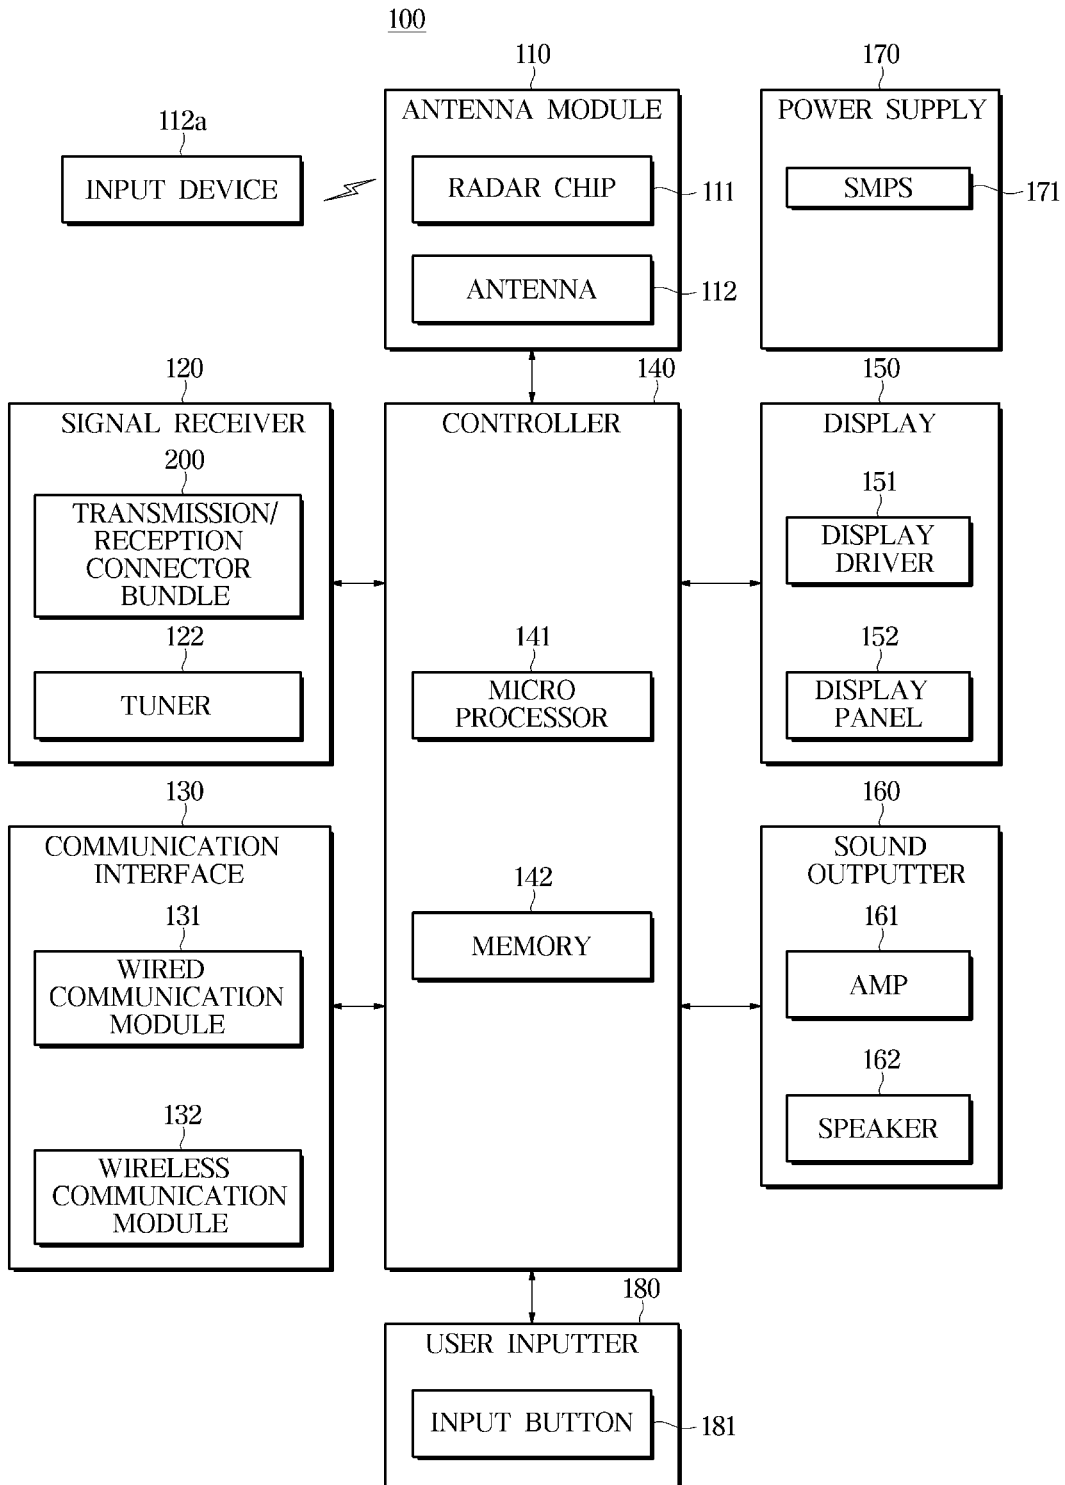 100
110
170
112a
ANTENNA MODULE
POWER SUPPLY
INPUT DEVICE
RADAR CHIP
111
SMPS
171
ANTENNA
112
120
140
150
SIGNAL RECEIVER
CONTROLLER
DISPLAY
200
TRANSMISSION/
RECEPTION
CONNECTOR
BUNDLE
151
DISPLAY
DRIVER
122
TUNER
141
MICRO
PROCESSOR
152
DISPLAY
PANEL
130
160
COMMUNICATION
INTERFACE
SOUND
OUTPUTTER
131
WIRED
COMMUNICATION
MODULE
142
MEMORY
161
AMP
132
WIRELESS
COMMUNICATION
MODULE
162
SPEAKER
180
USER INPUTTER
INPUT BUTTON
181